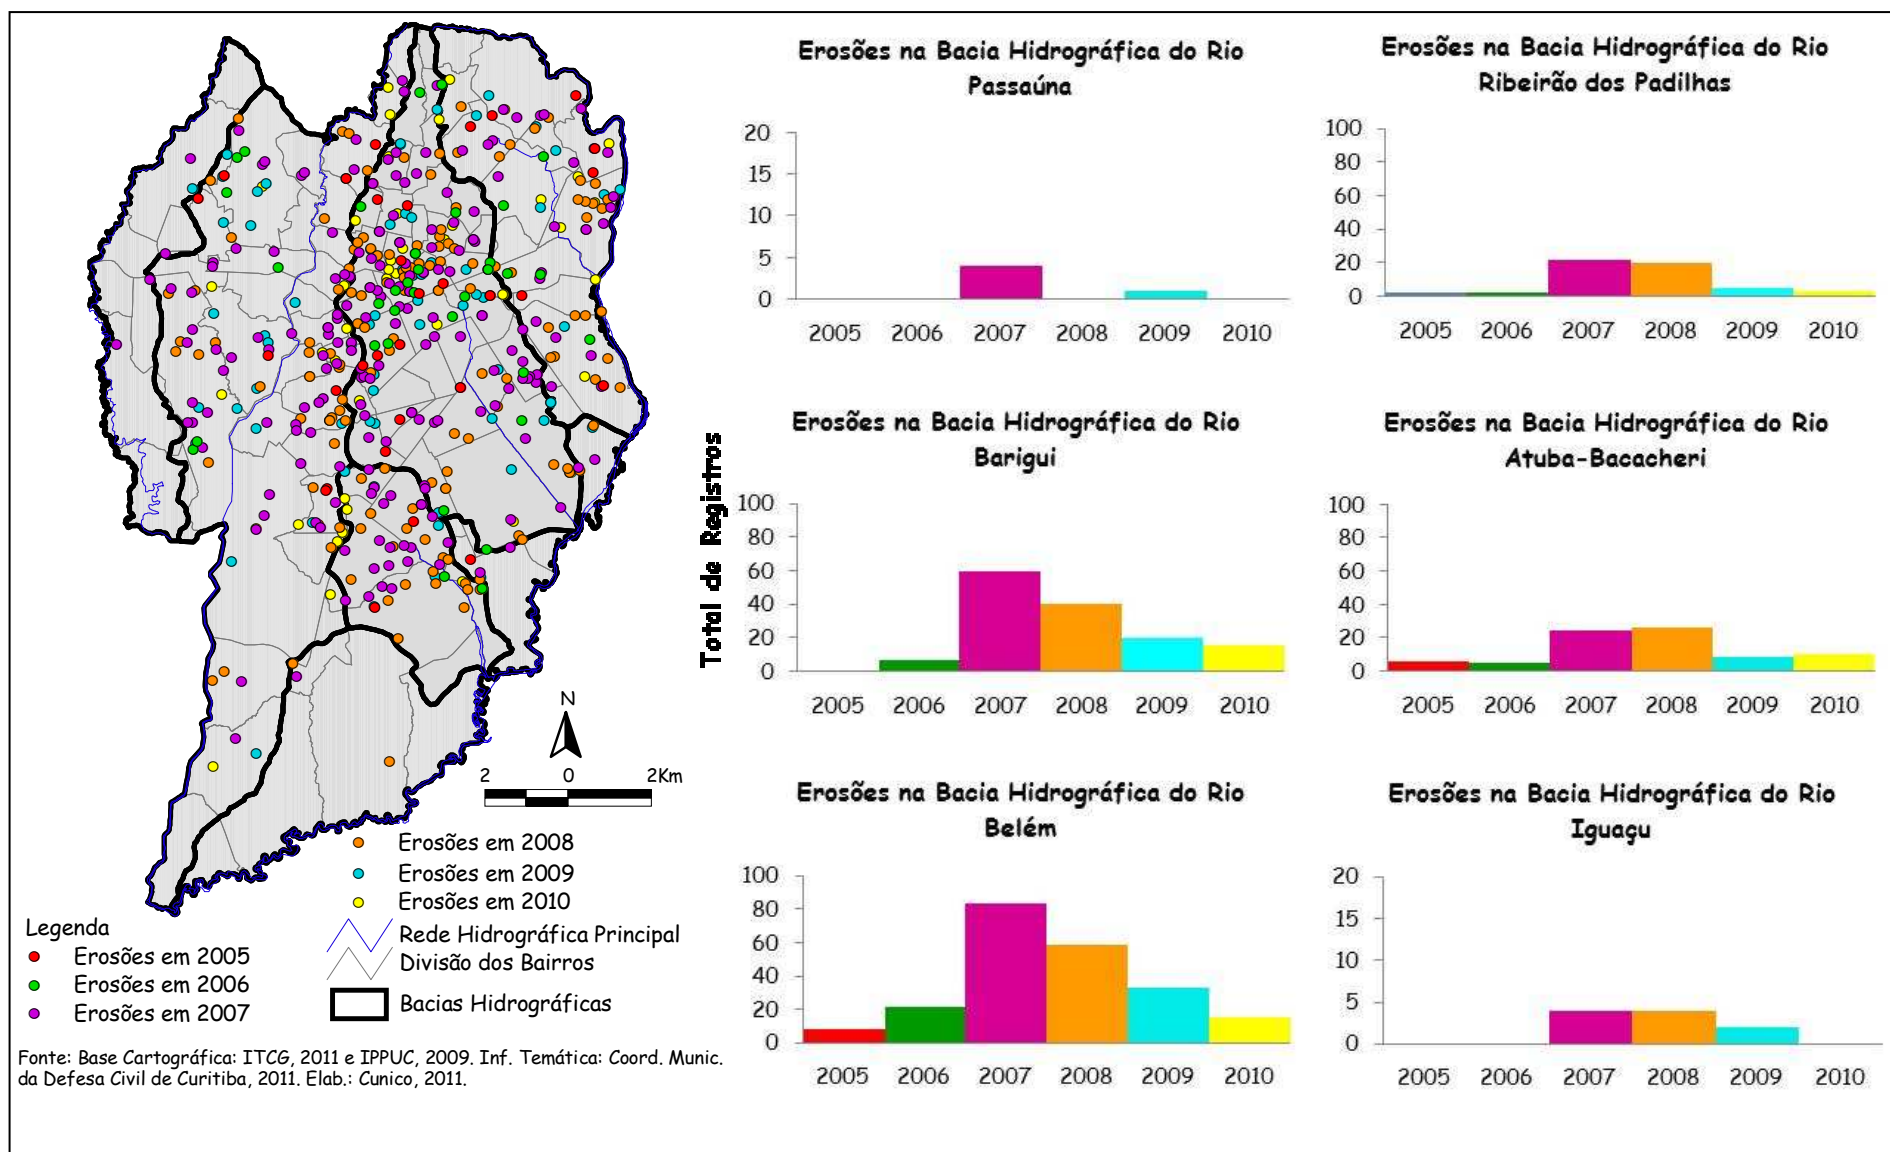 N
2 0 2Km
Erosões em 2008
Erosões em 2009
Erosões em 2010
Legenda
Erosões em 2005
Erosões em 2006
Erosões em 2007
Rede Hidrográfica Principal
Divisão dos Bairros
Bacias Hidrográficas
Fonte: Base Cartográfica: ITCG, 2011 e IPPUC, 2009. Inf. Temática: Coord. Munic.
da Defesa Civil de Curitiba, 2011. Elab.: Cunico, 2011.
Total de Registros
Erosões na Bacia Hidrográfica do Rio
Passaúna
20
15
10
5
0
2005 2006 2007 2008 2009 2010
Erosões na Bacia Hidrográfica do Rio
Ribeirão dos Padilhas
100
80
60
40
20
0
2005 2006 2007 2008 2009 2010
Erosões na Bacia Hidrográfica do Rio
Barigui
100
80
60
40
20
0
2005 2006 2007 2008 2009 2010
Erosões na Bacia Hidrográfica do Rio
Atuba-Bacacheri
100
80
60
40
20
0
2005 2006 2007 2008 2009 2010
Erosões na Bacia Hidrográfica do Rio
Belém
100
80
60
40
20
0
2005 2006 2007 2008 2009 2010
Erosões na Bacia Hidrográfica do Rio
Iguaçu
20
15
10
5
0
2005 2006 2007 2008 2009 2010